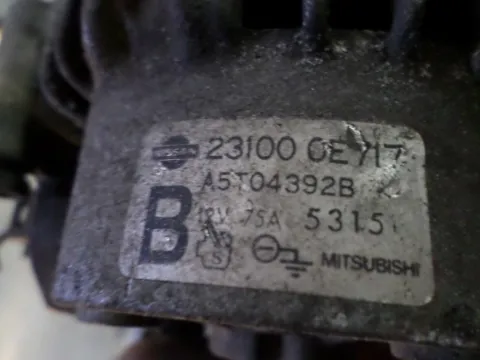 NISSAN 23100 0E717
A5T04392B
B 12V 75A 5315
S
MITSUBISHI